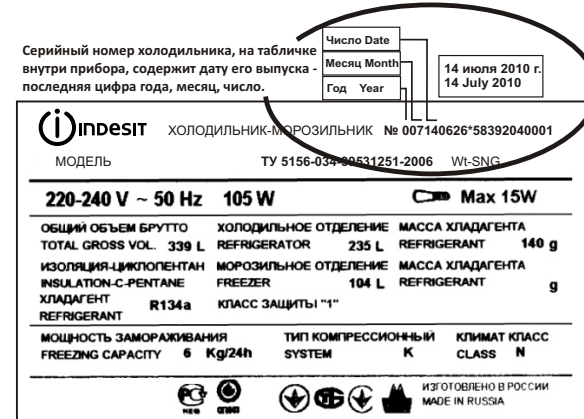 Серийный номер холодильника, на табличке
внутри прибора, содержит дату его выпуска -
последняя цифра года, месяц, число.
Число Date
Месяц Month
Год Year
14 июля 2010 г.
14 July 2010
indesit ХОЛОДИЛЬНИК-МОРОЗИЛЬНИК № 007140626*58392040001
МОДЕЛЬ ТУ 5156-034-39531251-2006 Wt-SNG
220-240 V ~ 50 Hz 105 W Max 15W
ОБЩИЙ ОБЪЕМ БРУТТО ХОЛОДИЛЬНОЕ ОТДЕЛЕНИЕ МАССА ХЛАДАГЕНТА
TOTAL GROSS VOL. 339 L REFRIGERATOR 235 L REFRIGERANT 140 g
ИЗОЛЯЦИЯ-ЦИКЛОПЕНТАН МОРОЗИЛЬНОЕ ОТДЕЛЕНИЕ МАССА ХЛАДАГЕНТА
INSULATION-C-PENTANE FREEZER 104 L REFRIGERANT g
ХЛАДАГЕНТ R134a КЛАСС ЗАЩИТЫ "1"
REFRIGERANT
МОЩНОСТЬ ЗАМОРАЖИВАНИЯ ТИП КОМПРЕССИОННЫЙ КЛИМАТ КЛАСС
FREEZING CAPACITY 6 Kg/24h SYSTEM K CLASS N
ИЗГОТОВЛЕНО В РОССИИ
MADE IN RUSSIA